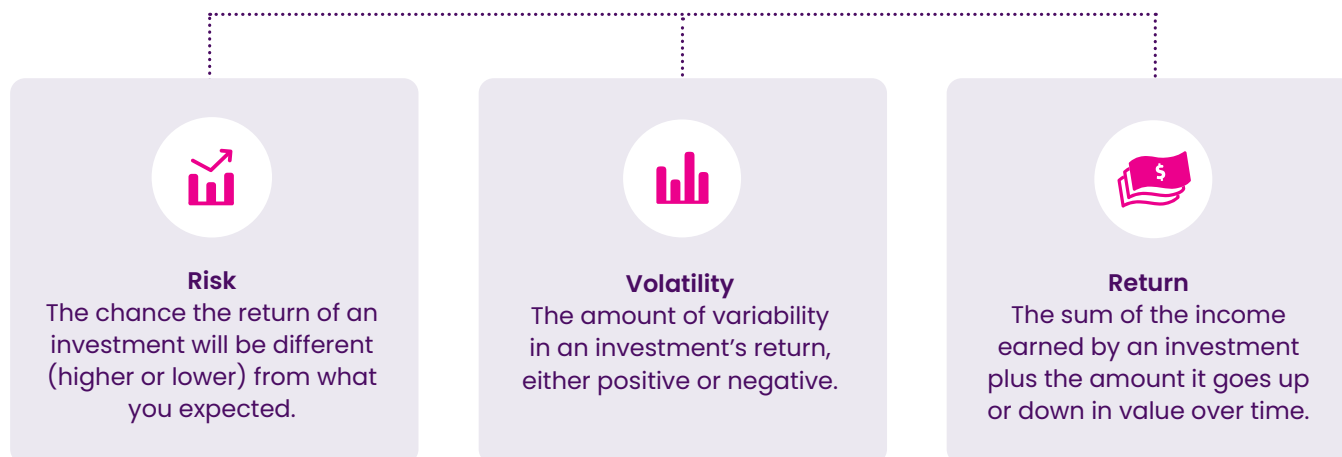 Risk
The chance the return of an
investment will be different
(higher or lower) from what
you expected.
Volatility
The amount of variability
in an investment’s return,
either positive or negative.
$
Return
The sum of the income
earned by an investment
plus the amount it goes up
or down in value over time.